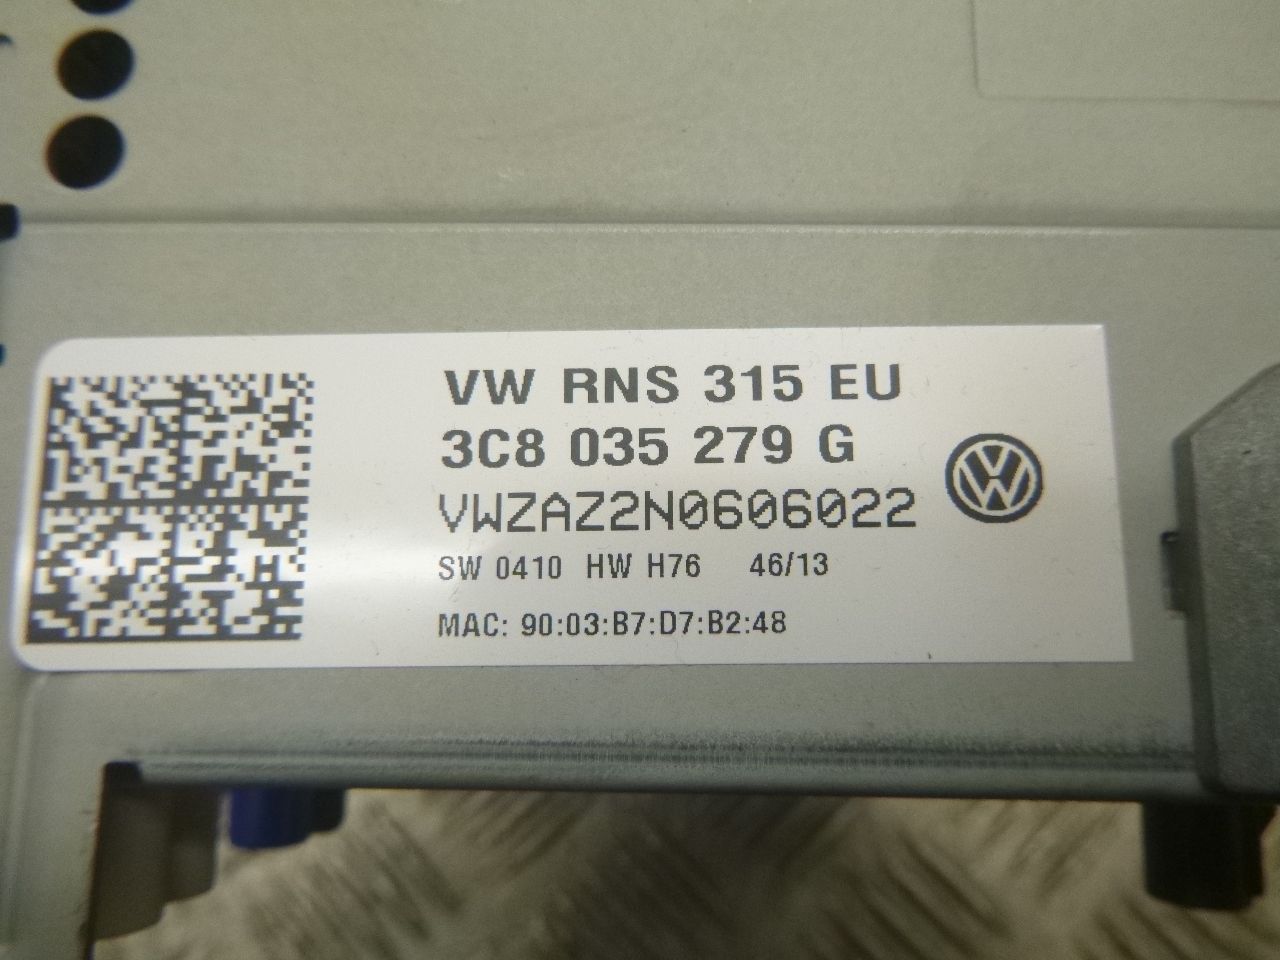 VW RNS 315 EU
3C8 035 279 G
VWZAZ2N0606022
SW 0410 HW H76 46/13
MAC: 90:03:B7:D7:B2:48